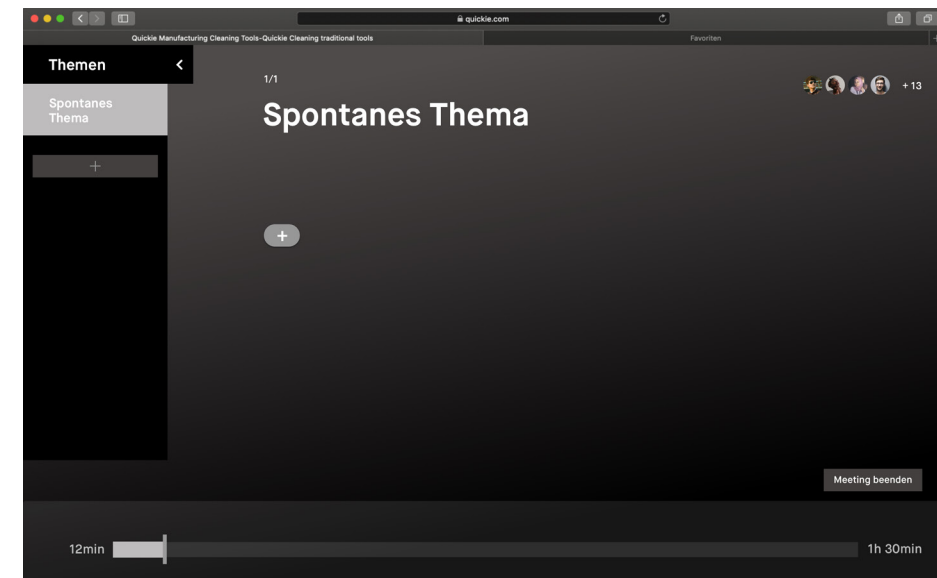 quickie.com
Quickie Manufacturing Cleaning Tools-Quickie Cleaning traditional tools
Favoriten
Themen
Spontanes
Thema
1/1
+ 13
Spontanes Thema
Meeting beenden
12min
1h 30min